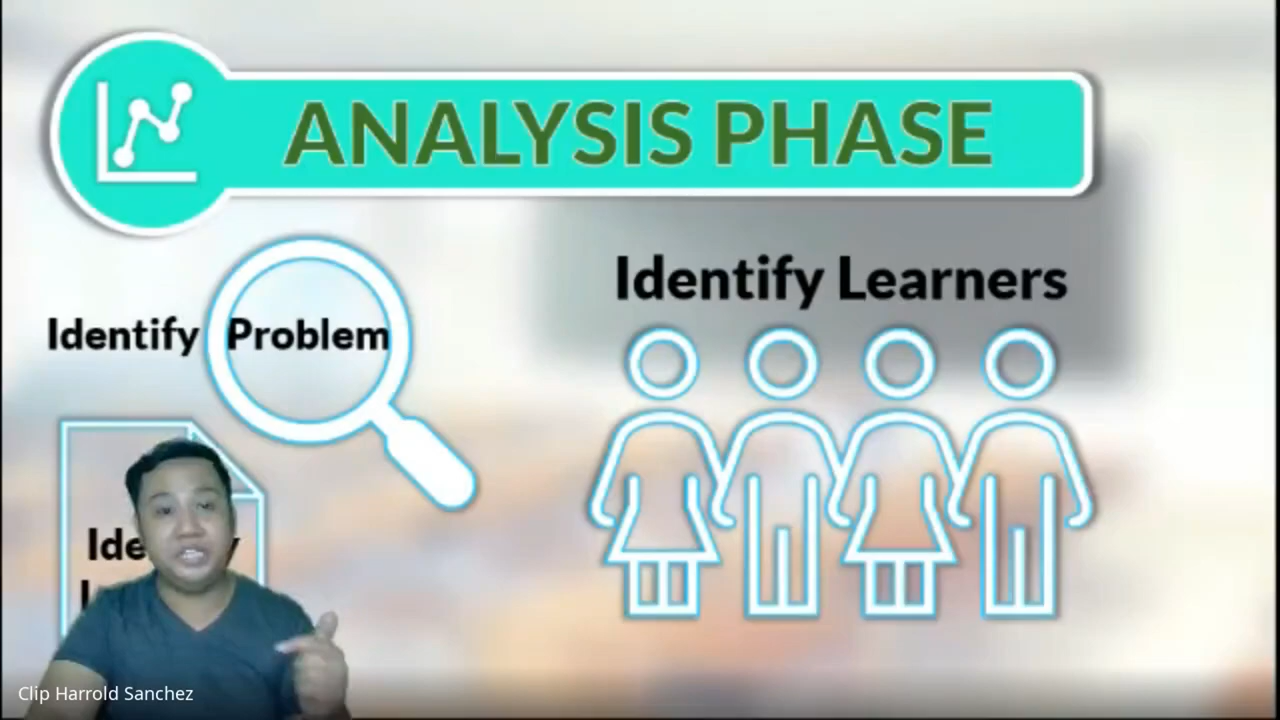 ANALYSIS PHASE
Identify Learners
Identify Problem
Clip Harrold Sanchez